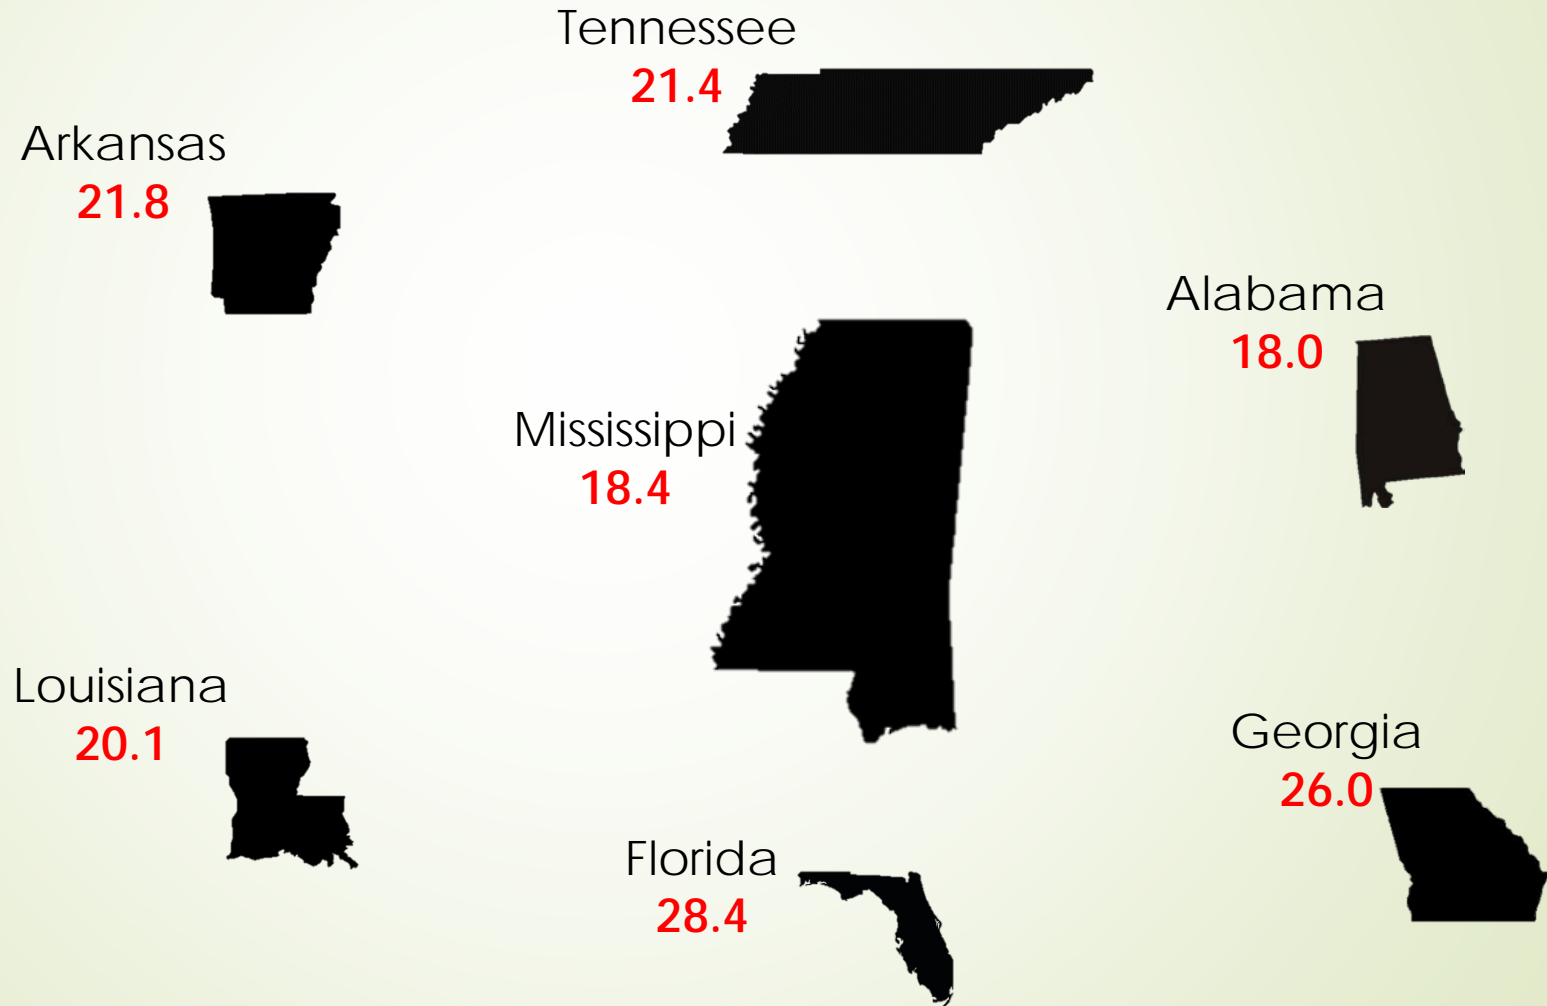 Tennessee
21.4
Arkansas
21.8
Alabama
18.0
Mississippi
18.4
Louisiana
20.1
Georgia
26.0
Florida
28.4